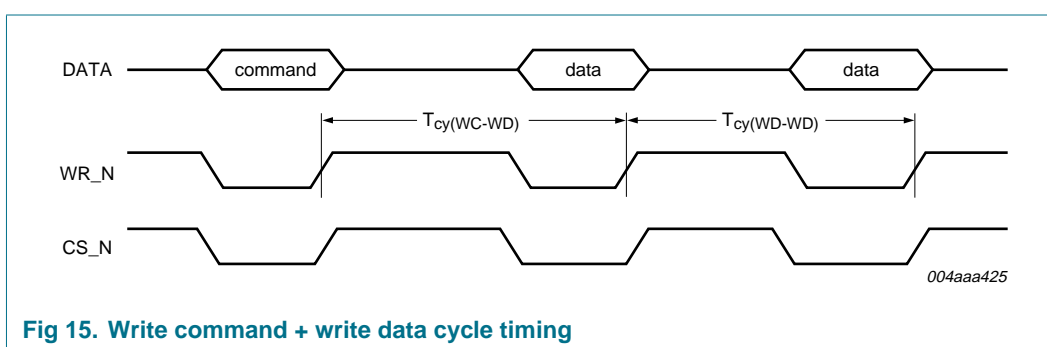 DATA
command
data
data
Tcy(WC-WD)
Tcy(WD-WD)
WR_N
CS_N
004aaa425
Fig 15. Write command + write data cycle timing